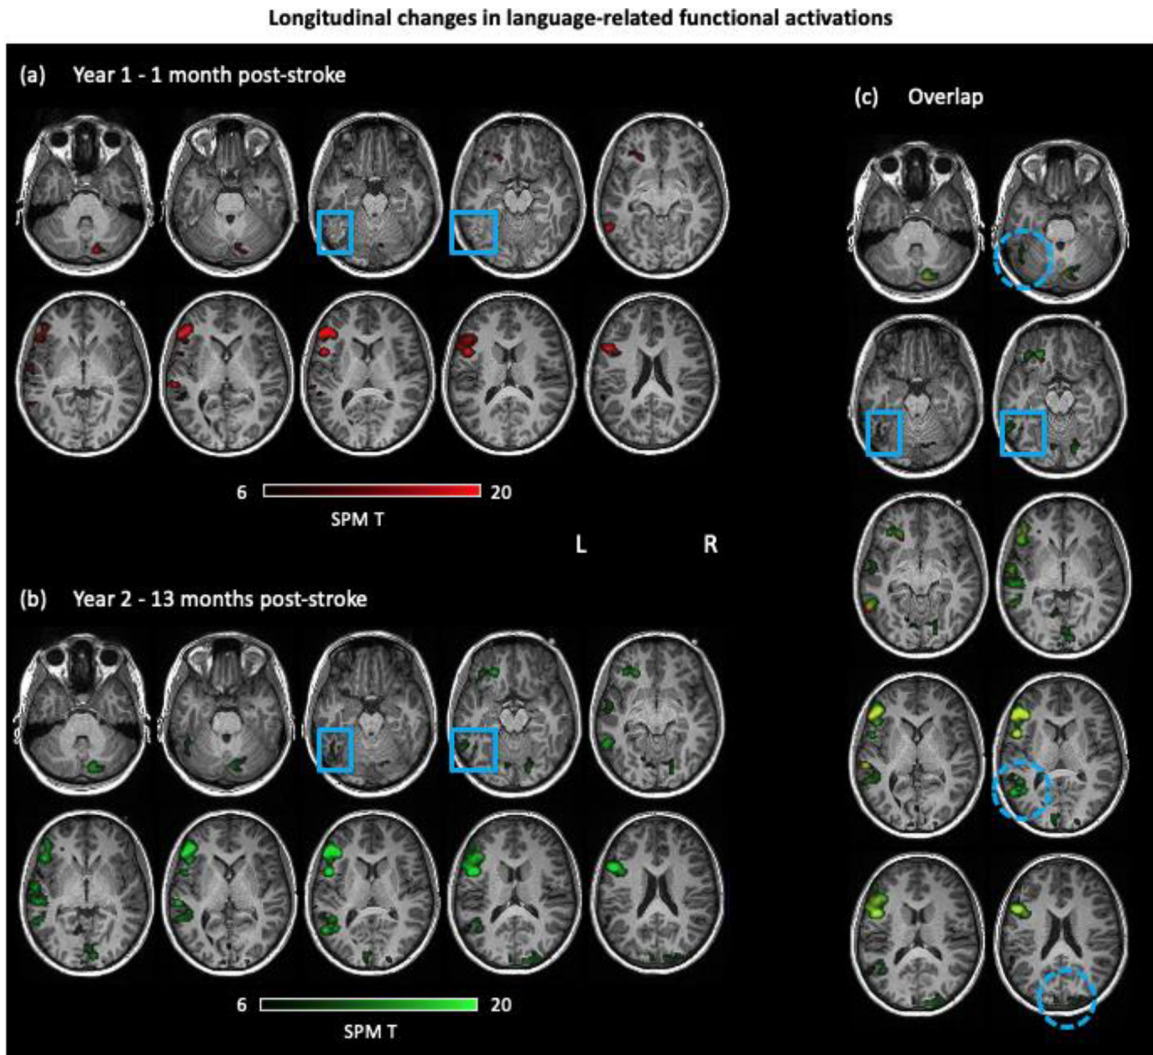 Longitudinal changes in language-related functional activations
(a) Year 1 - 1 month post-stroke
6 20
SPM T
L R
(b) Year 2 - 13 months post-stroke
6 20
SPM T
(c) Overlap